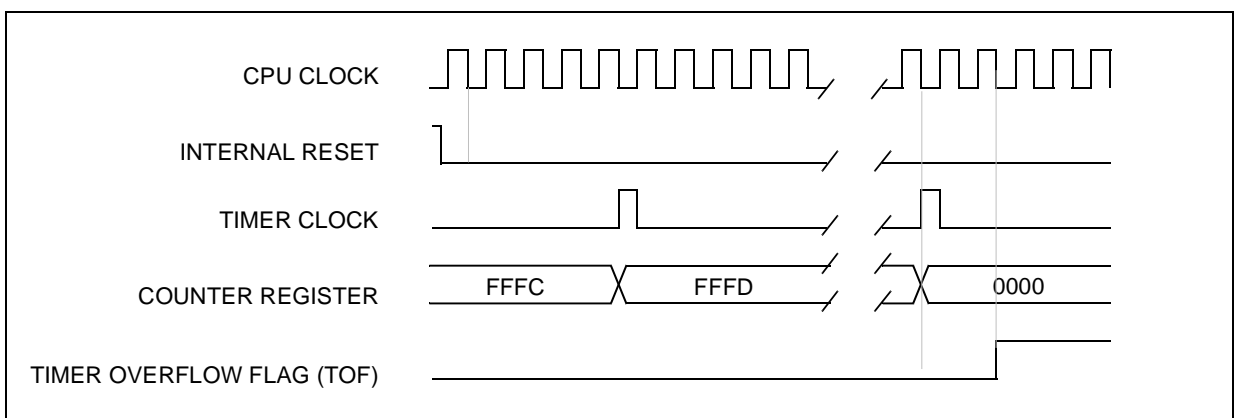 CPU CLOCK
INTERNAL RESET
TIMER CLOCK
COUNTER REGISTER FFFC FFFD 0000
TIMER OVERFLOW FLAG (TOF)